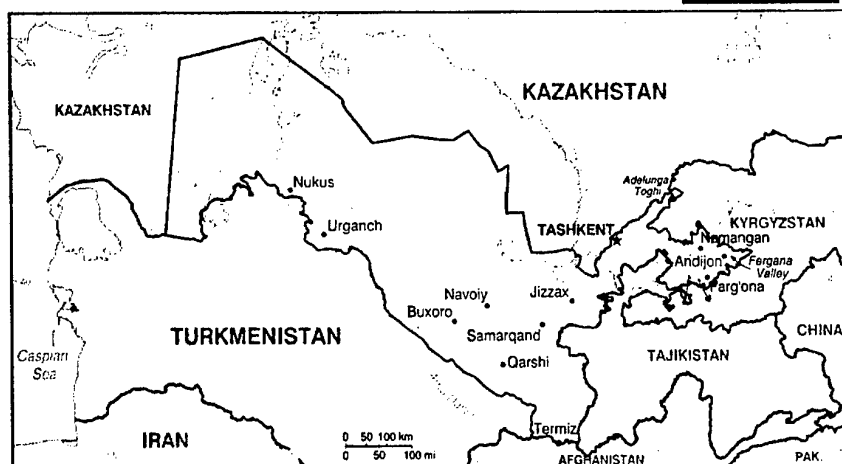 KAZAKHSTAN
KAZAKHSTAN
Adelunga
Toghi
Nukus
Urganch
TASHKENT
KYRGYZSTAN
Namangan
Andijon
Fergana
Valley
Farg'ona
Navoiy
Jizzax
Buxoro
Samarqand
Qarshi
TURKMENISTAN
Caspian
Sea
TAJIKISTAN
CHINA
Termiz
IRAN
0 50 100 km
0 50 100 mi
AFGHANISTAN
PAK.